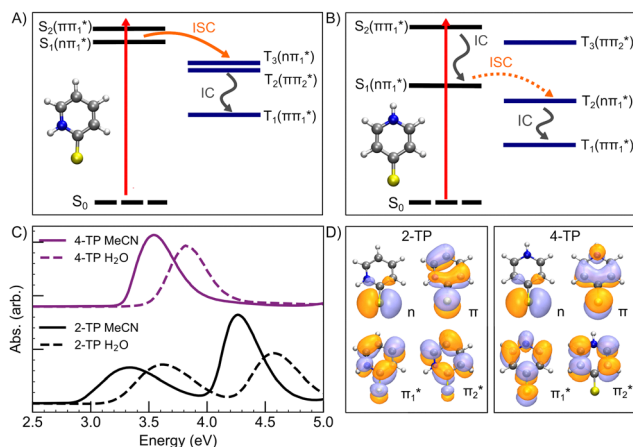 A)
S₂(ππ₁*)
S₁(nπ₁*)
ISC
T₃(nπ₁*)
T₂(ππ₂*)
IC
T₁(ππ₁*)
S₀
B)
S₂(ππ₁*)
IC
T₃(ππ₂*)
S₁(nπ₁*)
ISC
T₂(nπ₁*)
IC
T₁(ππ₁*)
S₀
C)
4-TP MeCN
4-TP H₂O
2-TP MeCN
2-TP H₂O
Abs. (arb.)
2.5 3.0 3.5 4.0 4.5 5.0
Energy (eV)
D)
2-TP
n π
π₁* π₂*
4-TP
n π
π₁* π₂*